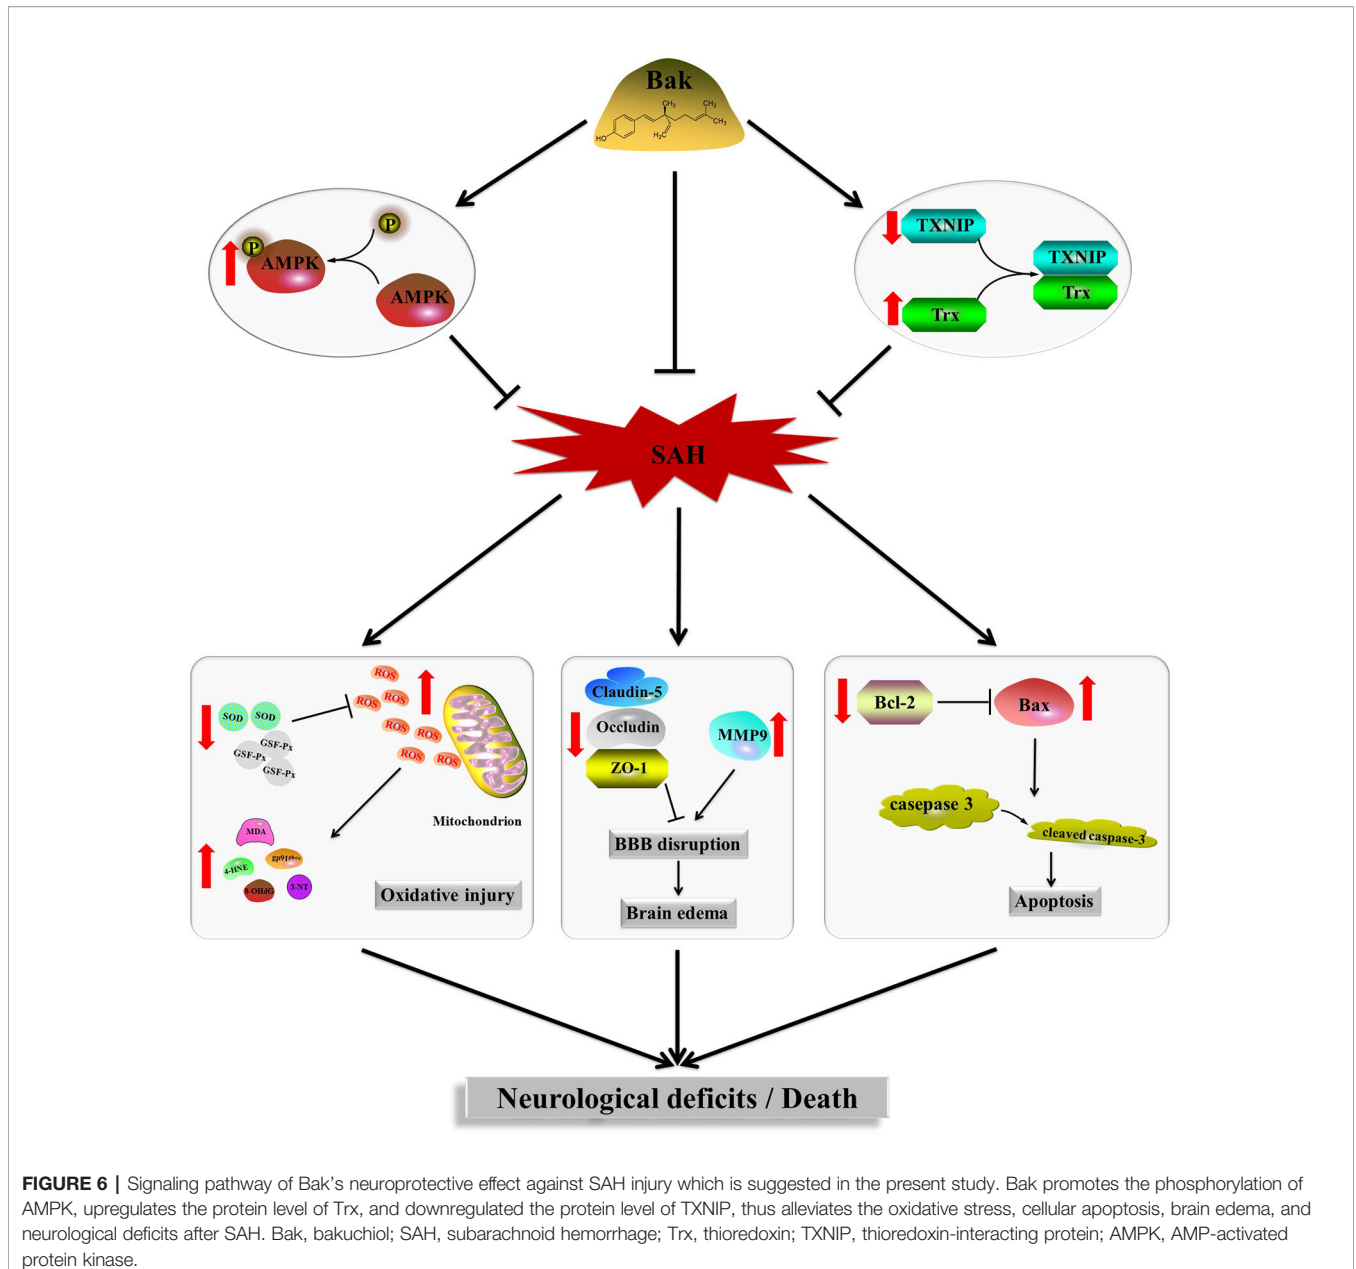 Bak
CH₃
CH₃
CH₃
H₂C
HO
P
P
AMPK
AMPK
TXNIP
Trx
TXNIP
Trx
SAH
SOD
SOD
GSF-Px
GSF-Px
GSF-Px
ROS
ROS
ROS
ROS
ROS
ROS
ROS
Mitochondrion
MDA
gp91phox
4-HNE
8-OHdG
3-NT
Oxidative injury
Claudin-5
Occludin
ZO-1
MMP9
BBB disruption
Brain edema
Bcl-2
Bax
casepase 3
cleaved caspase-3
Apoptosis
Neurological deficits / Death
FIGURE 6 | Signaling pathway of Bak’s neuroprotective effect against SAH injury which is suggested in the present study. Bak promotes the phosphorylation of
AMPK, upregulates the protein level of Trx, and downregulated the protein level of TXNIP, thus alleviates the oxidative stress, cellular apoptosis, brain edema, and
neurological deficits after SAH. Bak, bakuchiol; SAH, subarachnoid hemorrhage; Trx, thioredoxin; TXNIP, thioredoxin-interacting protein; AMPK, AMP-activated
protein kinase.